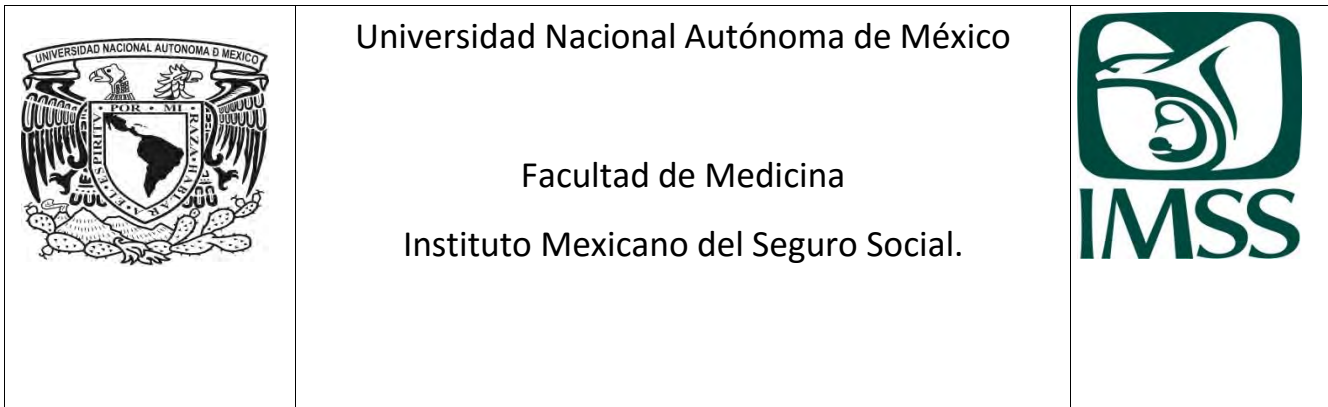 UNIVERSIDAD NACIONAL AUTONOMA Đ MEXICO
POR • MI • RAZA • HABLARA • EL • ESPIRITU
Universidad Nacional Autónoma de México
Facultad de Medicina
Instituto Mexicano del Seguro Social.
IMSS